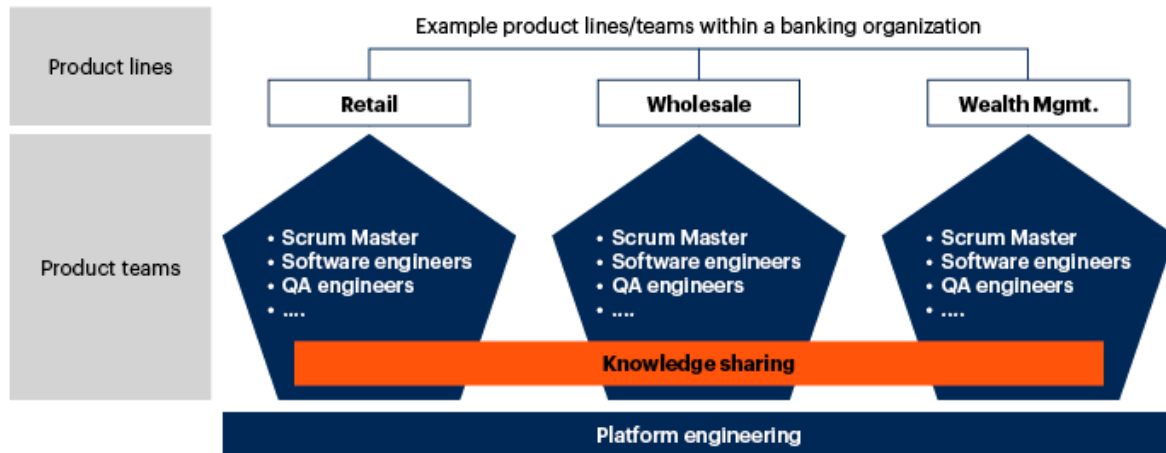 Example product lines/teams within a banking organization
Product lines
Retail
Wholesale
Wealth Mgmt.
Product teams
• Scrum Master
• Software engineers
• QA engineers
• ....
• Scrum Master
• Software engineers
• QA engineers
• ....
• Scrum Master
• Software engineers
• QA engineers
• ....
Knowledge sharing
Platform engineering